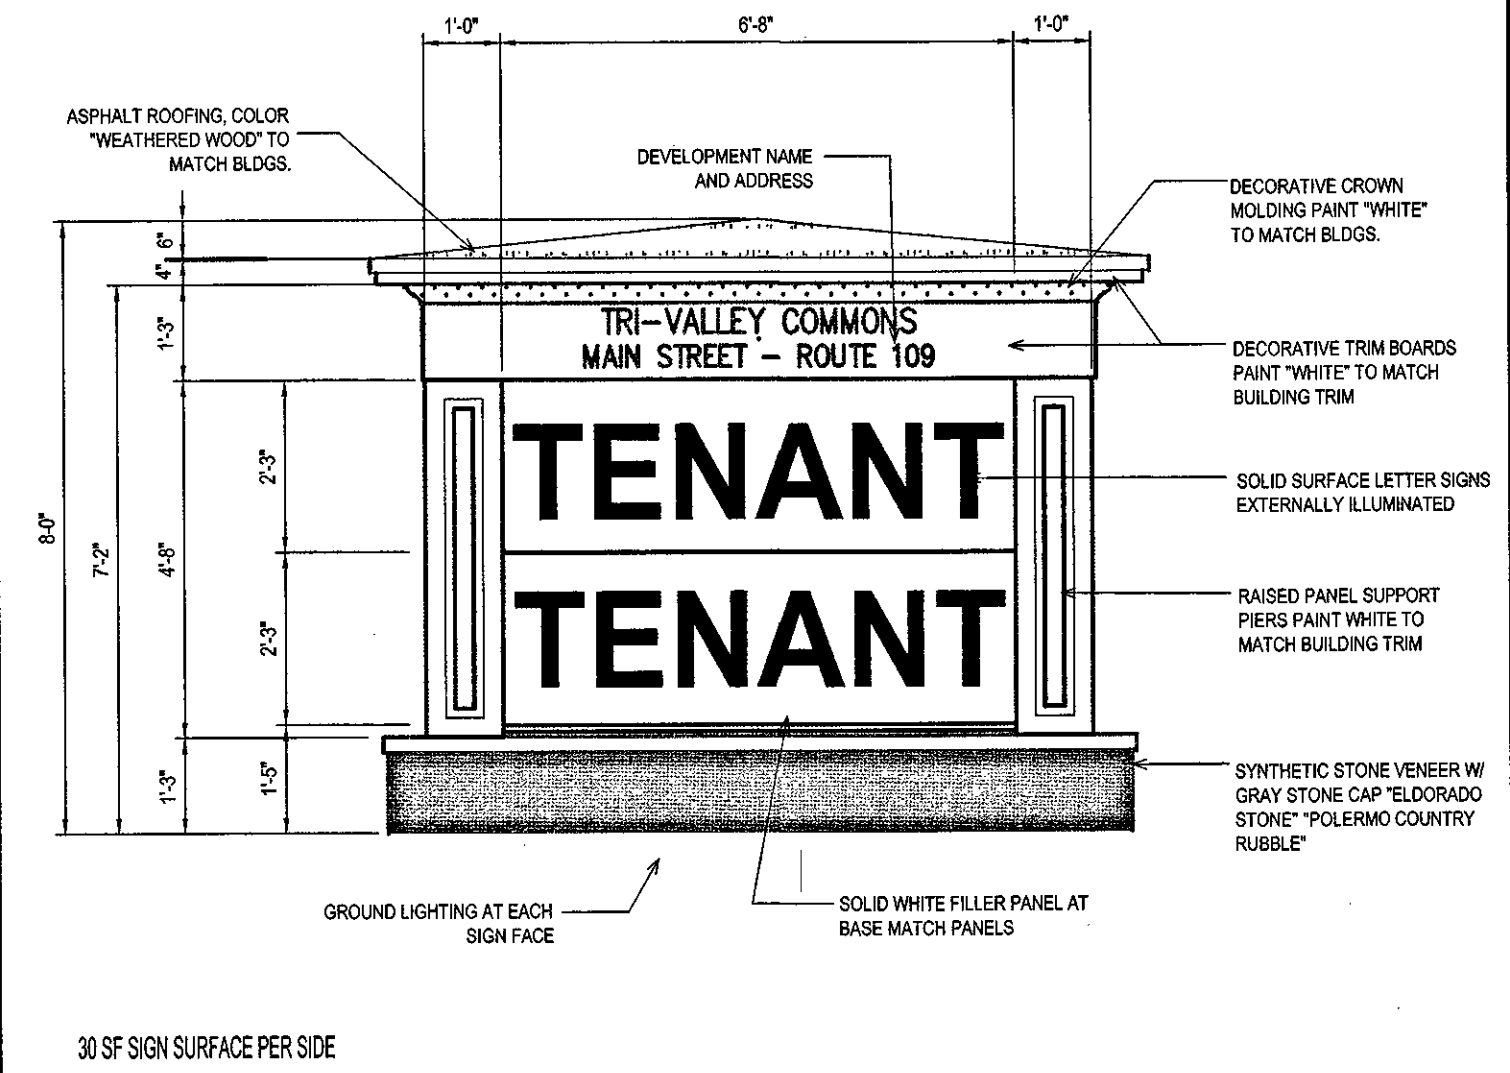 1'-0"
6'-8"
1'-0"
ASPHALT ROOFING, COLOR
"WEATHERED WOOD" TO
MATCH BLDGS.
DEVELOPMENT NAME
AND ADDRESS
DECORATIVE CROWN
MOLDING PAINT "WHITE"
TO MATCH BLDGS.
6"
4"
1'-3"
TRI-VALLEY COMMONS
MAIN STREET - ROUTE 109
DECORATIVE TRIM BOARDS
PAINT "WHITE" TO MATCH
BUILDING TRIM
TENANT
2'-3"
SOLID SURFACE LETTER SIGNS
EXTERNALLY ILLUMINATED
8-0"
7'-2"
4'-8"
TENANT
2'-3"
RAISED PANEL SUPPORT
PIERS PAINT WHITE TO
MATCH BUILDING TRIM
1'-3"
1'-5"
SYNTHETIC STONE VENEER W/
GRAY STONE CAP "ELDORADO
STONE" "POLERMO COUNTRY
RUBBLE"
GROUND LIGHTING AT EACH
SIGN FACE
SOLID WHITE FILLER PANEL AT
BASE MATCH PANELS
30 SF SIGN SURFACE PER SIDE